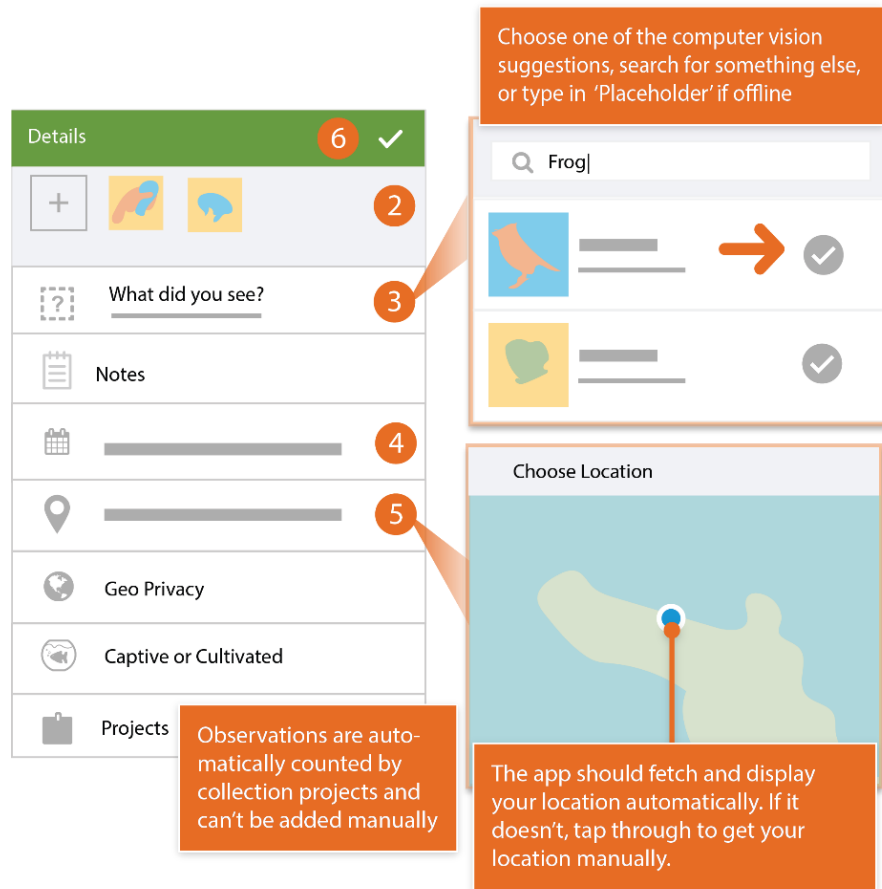 Choose one of the computer vision
suggestions, search for something else,
or type in ‘Placeholder’ if offline
Details
6
2
What did you see?
3
Notes
4
5
Geo Privacy
Captive or Cultivated
Projects
Observations are auto-
matically counted by
collection projects and
can’t be added manually
Frog
Choose Location
The app should fetch and display
your location automatically. If it
doesn’t, tap through to get your
location manually.